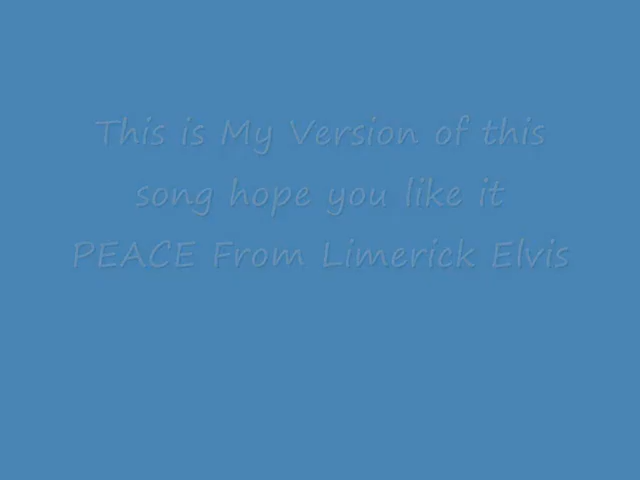 This is My Version of this
song hope you like it
PEACE From Limerick Elvis